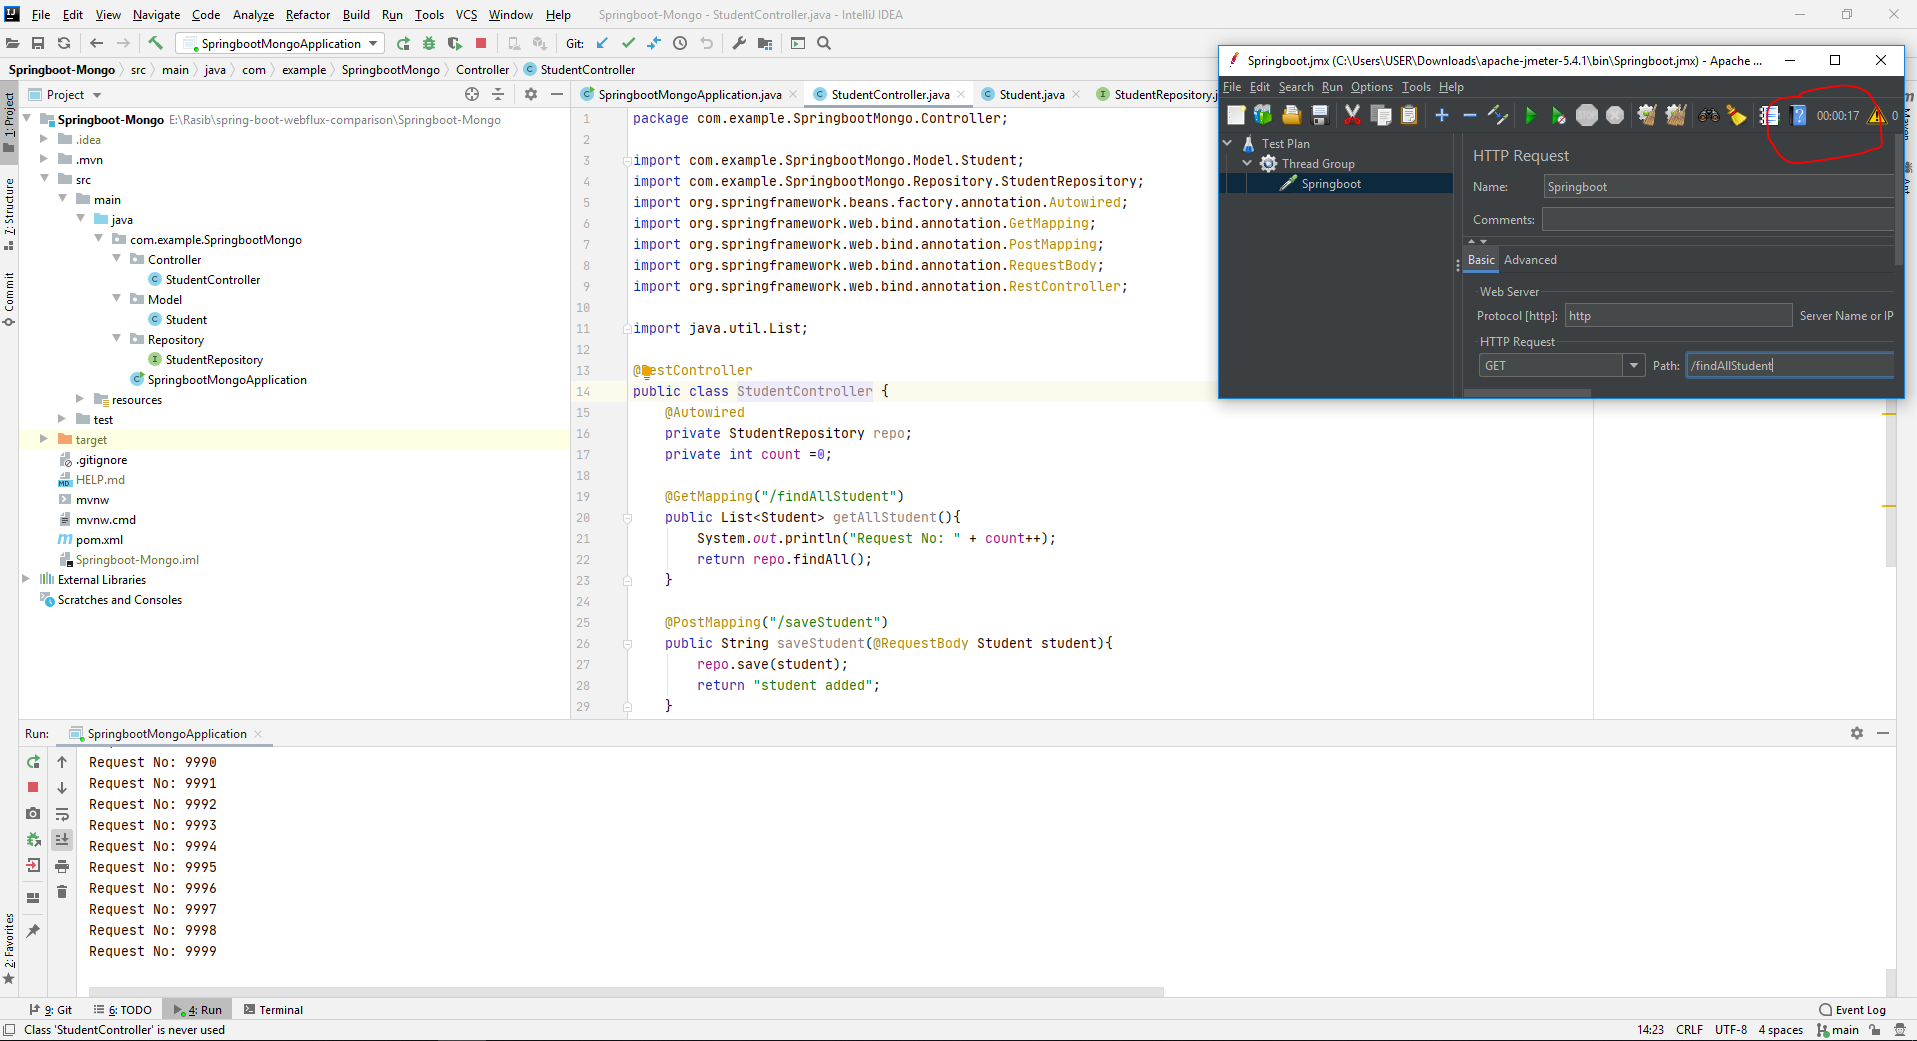 File Edit View Navigate Code Analyze Refactor Build Run Tools VCS Window Help Springboot-Mongo - StudentController.java - IntelliJ IDEA
SpringbootMongoApplication Git:
Springboot-Mongo src main java com example SpringbootMongo Controller StudentController
Project
SpringbootMongoApplication.java StudentController.java Student.java StudentRepository.j
1: Project
7: Structure
Commit
2: Favorites
Springboot-Mongo E:\Rasib\spring-boot-webflux-comparison\Springboot-Mongo
.idea
.mvn
src
main
java
com.example.SpringbootMongo
Controller
StudentController
Model
Student
Repository
StudentRepository
SpringbootMongoApplication
resources
test
target
.gitignore
HELP.md
mvnw
mvnw.cmd
pom.xml
Springboot-Mongo.iml
External Libraries
Scratches and Consoles
1 package com.example.SpringbootMongo.Controller;
2
3 import com.example.SpringbootMongo.Model.Student;
4 import com.example.SpringbootMongo.Repository.StudentRepository;
5 import org.springframework.beans.factory.annotation.Autowired;
6 import org.springframework.web.bind.annotation.GetMapping;
7 import org.springframework.web.bind.annotation.PostMapping;
8 import org.springframework.web.bind.annotation.RequestBody;
9 import org.springframework.web.bind.annotation.RestController;
10
11 import java.util.List;
12
13 @RestController
14 public class StudentController {
15 @Autowired
16 private StudentRepository repo;
17 private int count =0;
18
19 @GetMapping("/findAllStudent")
20 public List<Student> getAllStudent(){
21 System.out.println("Request No: " + count++);
22 return repo.findAll();
23 }
24
25 @PostMapping("/saveStudent")
26 public String saveStudent(@RequestBody Student student){
27 repo.save(student);
28 return "student added";
29 }
Springboot.jmx (C:\Users\USER\Downloads\apache-jmeter-5.4.1\bin\Springboot.jmx) - Apache ...
File Edit Search Run Options Tools Help
00:00:17 0
Test Plan
Thread Group
Springboot
HTTP Request
Name: Springboot
Comments:
Basic Advanced
Web Server
Protocol [http]: http Server Name or IP
HTTP Request
GET Path: /findAllStudent
Run: SpringbootMongoApplication
Request No: 9990
Request No: 9991
Request No: 9992
Request No: 9993
Request No: 9994
Request No: 9995
Request No: 9996
Request No: 9997
Request No: 9998
Request No: 9999
9: Git 6: TODO 4: Run Terminal Event Log
Class 'StudentController' is never used 14:23 CRLF UTF-8 4 spaces main